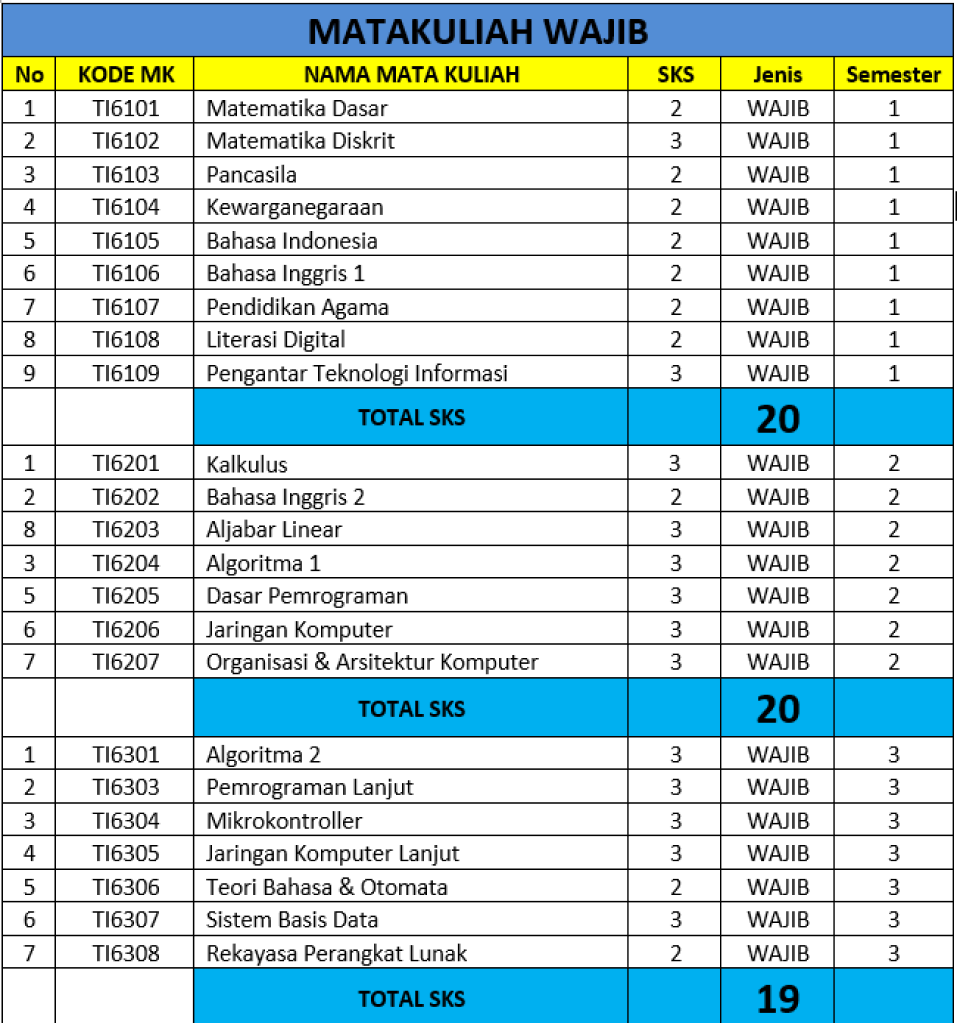 MATAKULIAH WAJIB
No KODE MK NAMA MATA KULIAH SKS Jenis Semester
1 TI6101 Matematika Dasar 2 WAJIB 1
2 TI6102 Matematika Diskrit 3 WAJIB 1
3 TI6103 Pancasila 2 WAJIB 1
4 TI6104 Kewarganegaraan 2 WAJIB 1
5 TI6105 Bahasa Indonesia 2 WAJIB 1
6 TI6106 Bahasa Inggris 1 2 WAJIB 1
7 TI6107 Pendidikan Agama 2 WAJIB 1
8 TI6108 Literasi Digital 2 WAJIB 1
9 TI6109 Pengantar Teknologi Informasi 3 WAJIB 1
TOTAL SKS 20
1 TI6201 Kalkulus 3 WAJIB 2
2 TI6202 Bahasa Inggris 2 2 WAJIB 2
8 TI6203 Aljabar Linear 3 WAJIB 2
3 TI6204 Algoritma 1 3 WAJIB 2
5 TI6205 Dasar Pemrograman 3 WAJIB 2
6 TI6206 Jaringan Komputer 3 WAJIB 2
7 TI6207 Organisasi & Arsitektur Komputer 3 WAJIB 2
TOTAL SKS 20
1 TI6301 Algoritma 2 3 WAJIB 3
2 TI6303 Pemrograman Lanjut 3 WAJIB 3
3 TI6304 Mikrokontroller 3 WAJIB 3
4 TI6305 Jaringan Komputer Lanjut 3 WAJIB 3
5 TI6306 Teori Bahasa & Otomata 2 WAJIB 3
6 TI6307 Sistem Basis Data 3 WAJIB 3
7 TI6308 Rekayasa Perangkat Lunak 2 WAJIB 3
TOTAL SKS 19